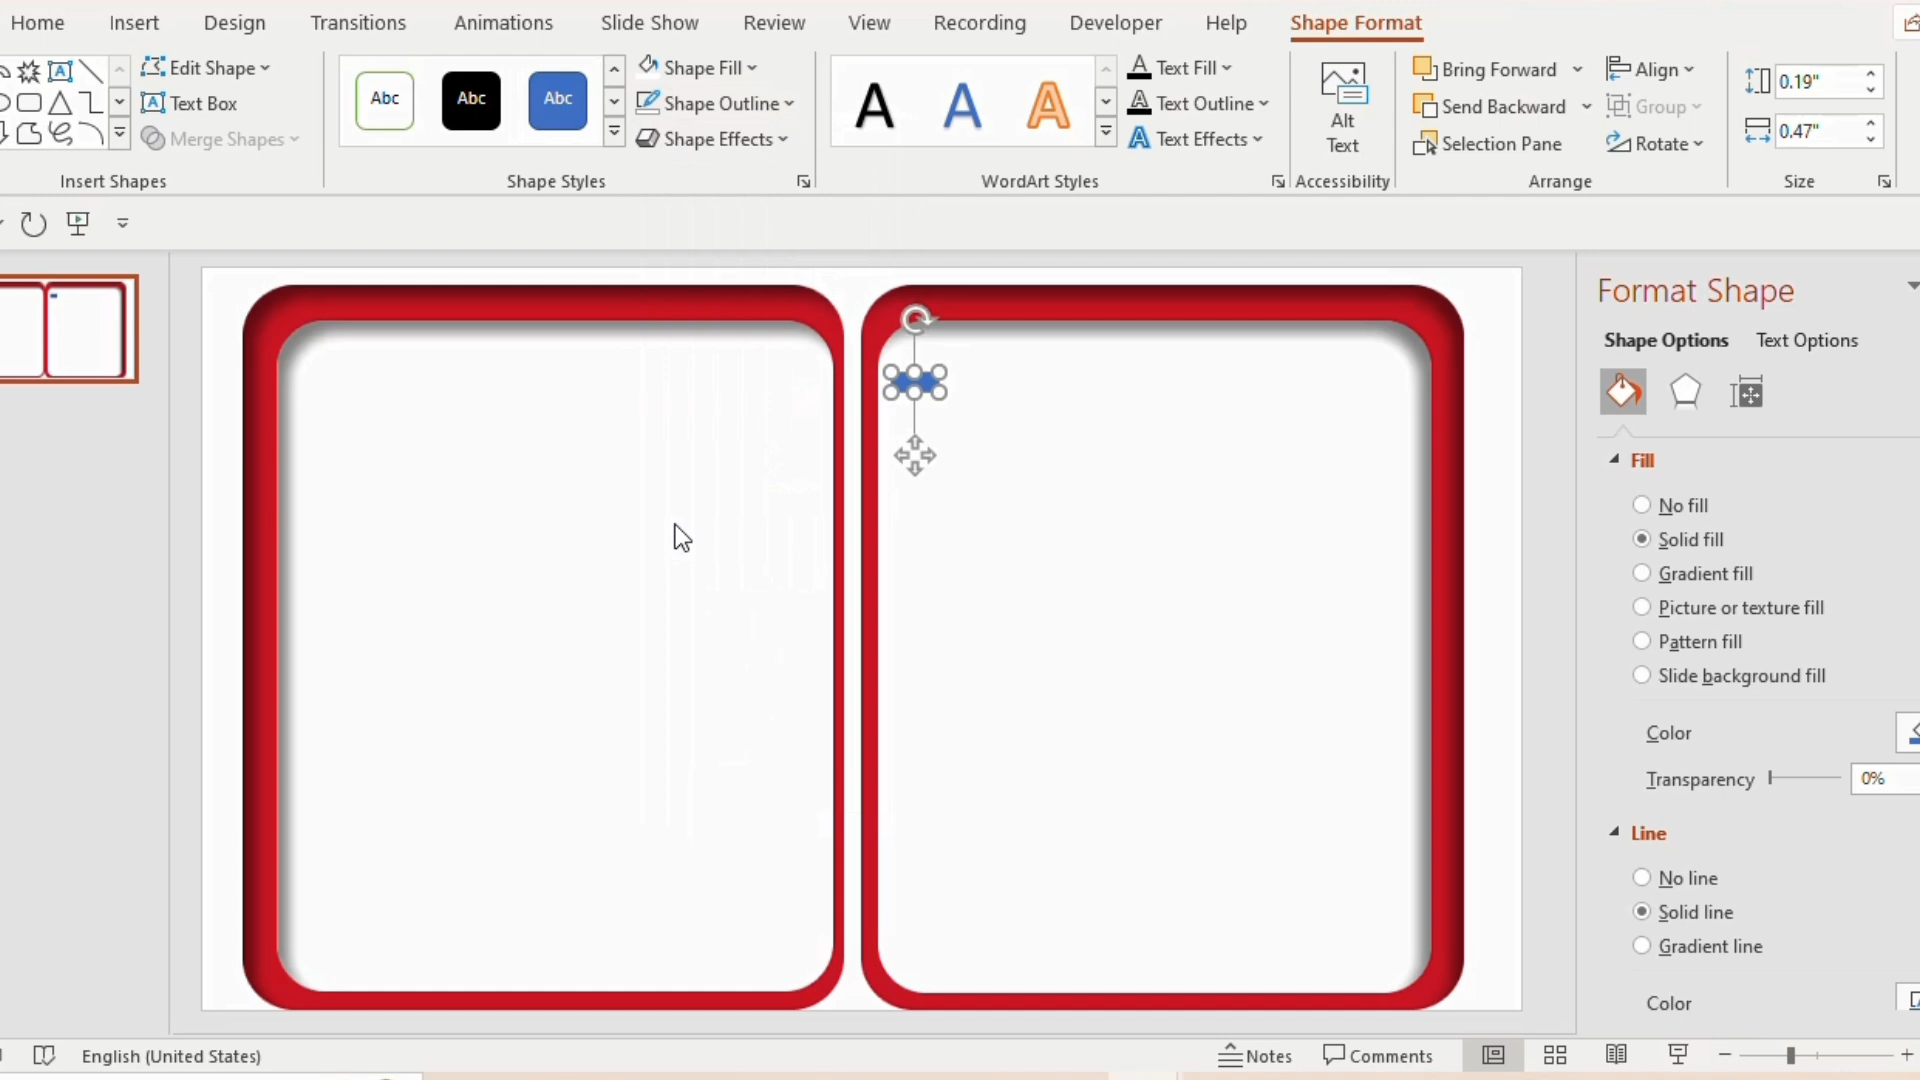 Home Insert Design Transitions Animations Slide Show Review View Recording Developer Help Shape Format
Edit Shape
Text Box
Merge Shapes
Insert Shapes
Abc Abc Abc
Shape Fill
Shape Outline
Shape Effects
Shape Styles
A A A
Text Fill
Text Outline
Text Effects
WordArt Styles
Alt
Text
Accessibility
Bring Forward
Send Backward
Selection Pane
Align
Group
Rotate
Arrange
0.19"
0.47"
Size
Format Shape
Shape Options Text Options
Fill
No fill
Solid fill
Gradient fill
Picture or texture fill
Pattern fill
Slide background fill
Color
Transparency 0%
Line
No line
Solid line
Gradient line
Color
English (United States) Notes Comments